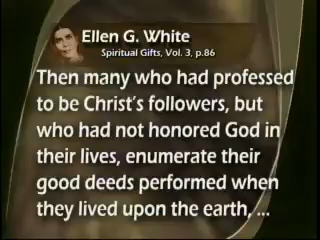 Ellen G. White
Spiritual Gifts, Vol. 3, p.86
Then many who had professed
to be Christ's followers, but
who had not honored God in
their lives, enumerate their
good deeds performed when
they lived upon the earth, ...